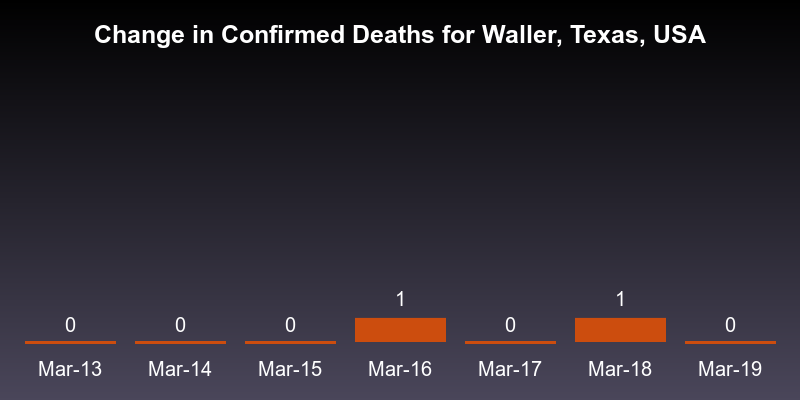 Change in Confirmed Deaths for Waller, Texas, USA
0 0 0 1 0 1 0
Mar-13 Mar-14 Mar-15 Mar-16 Mar-17 Mar-18 Mar-19